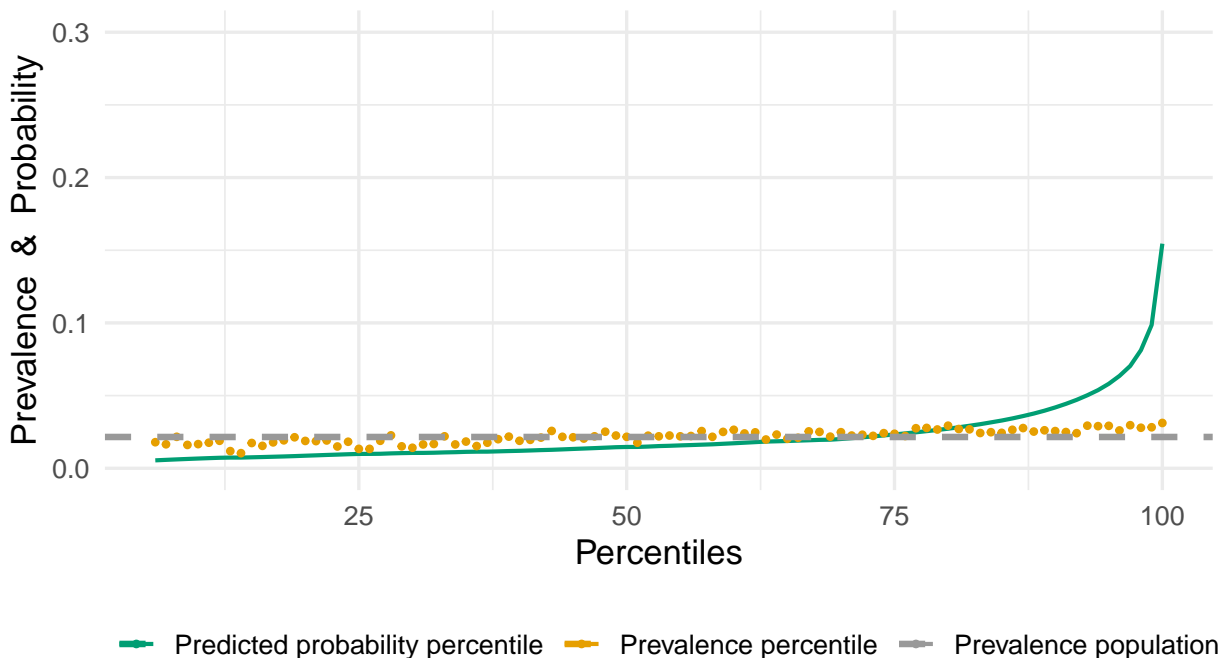 Prevalence & Probability
0.3
0.2
0.1
0.0
25 50 75 100
Percentiles
Predicted probability percentile Prevalence percentile Prevalence population